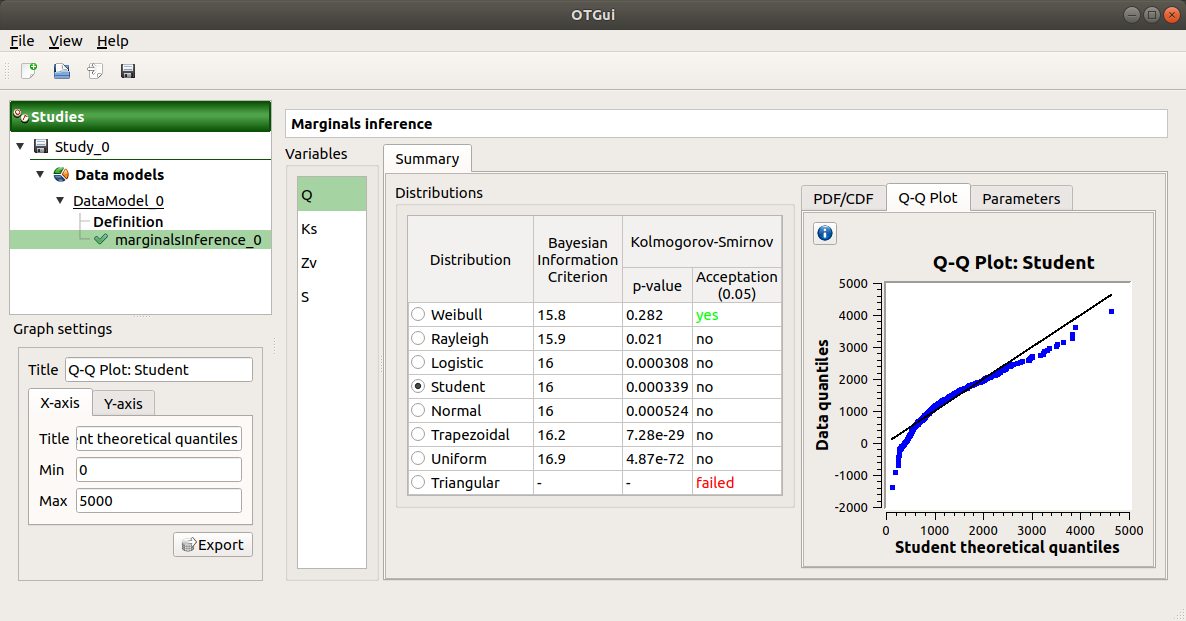 OTGui
File View Help
Studies
Study_0
Data models
DataModel_0
Definition
marginalsInference_0
Graph settings
Title Q-Q Plot: Student
X-axis Y-axis
Title nt theoretical quantiles
Min 0
Max 5000
Export
Marginals inference
Variables
Q
Ks
Zv
S
Summary
Distributions
Distribution
Bayesian
Information
Criterion
Kolmogorov-Smirnov
p-value
Acceptation
(0.05)
Weibull 15.8 0.282 yes
Rayleigh 15.9 0.021 no
Logistic 16 0.000308 no
Student 16 0.000339 no
Normal 16 0.000524 no
Trapezoidal 16.2 7.28e-29 no
Uniform 16.9 4.87e-72 no
Triangular - - failed
PDF/CDF Q-Q Plot Parameters
Q-Q Plot: Student
Data quantiles
5000
4000
3000
2000
1000
0
-1000
-2000
0 1000 2000 3000 4000 5000
Student theoretical quantiles